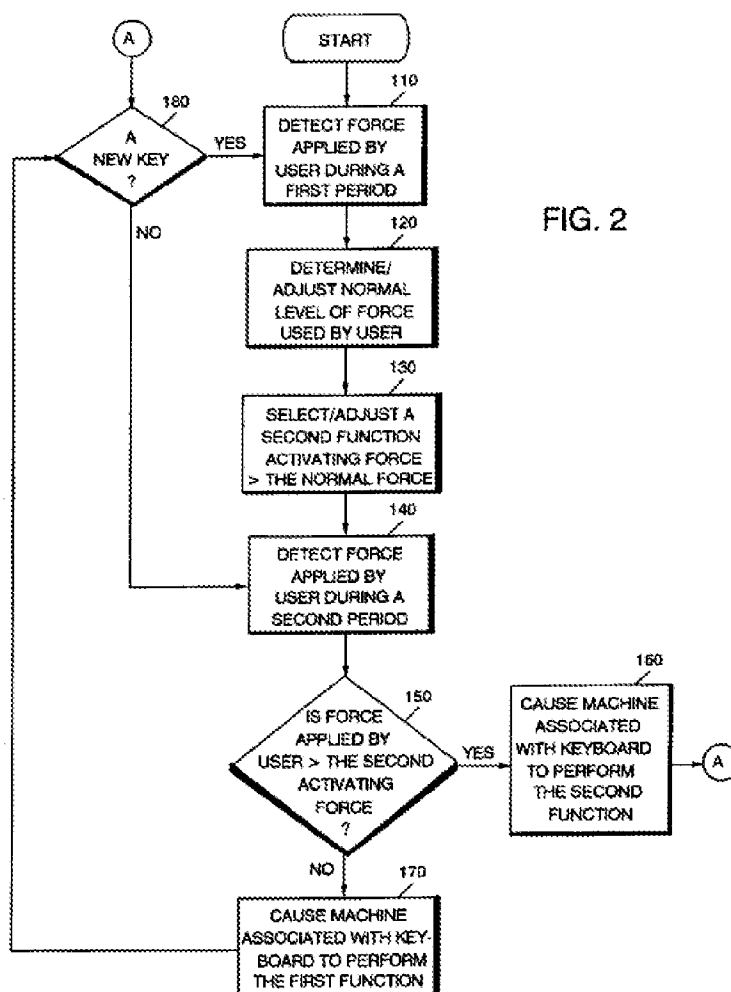 A
START
180
110
A
NEW KEY
?
YES
DETECT FORCE
APPLIED BY
USER DURING A
FIRST PERIOD
NO
FIG. 2
120
DETERMINE/
ADJUST NORMAL
LEVEL OF FORCE
USED BY USER
130
SELECT/ADJUST A
SECOND FUNCTION
ACTIVATING FORCE
> THE NORMAL FORCE
140
DETECT FORCE
APPLIED BY
USER DURING A
SECOND PERIOD
150
IS FORCE
APPLIED BY
USER > THE SECOND
ACTIVATING
FORCE
?
YES
160
CAUSE MACHINE
ASSOCIATED
WITH KEYBOARD
TO PERFORM
THE SECOND
FUNCTION
A
NO
170
CAUSE MACHINE
ASSOCIATED WITH KEY-
BOARD TO PERFORM
THE FIRST FUNCTION